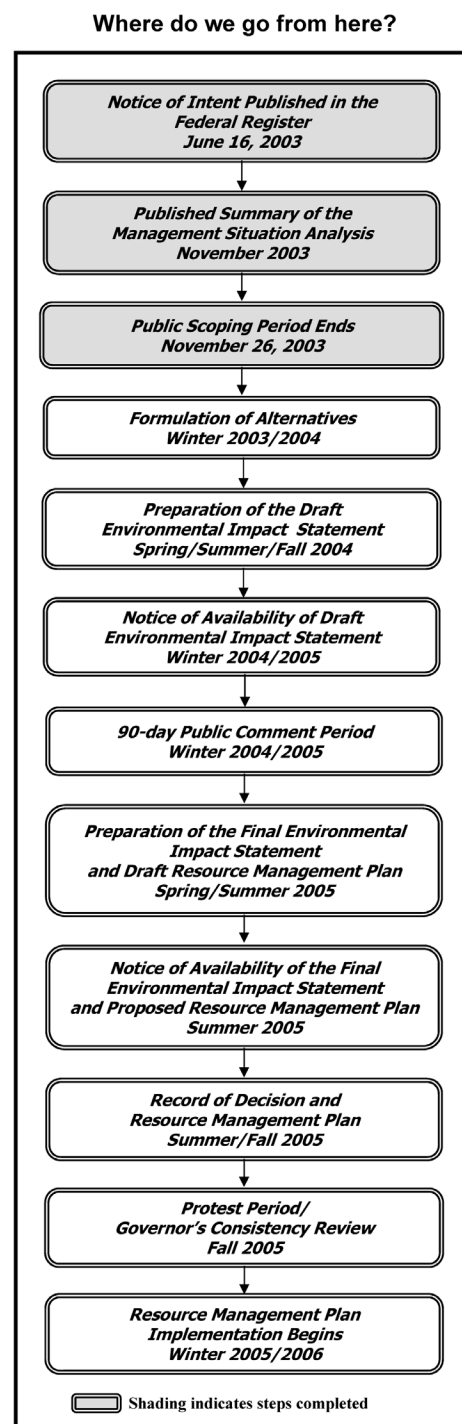 Where do we go from here?
Notice of Intent Published in the
Federal Register
June 16, 2003
Published Summary of the
Management Situation Analysis
November 2003
Public Scoping Period Ends
November 26, 2003
Formulation of Alternatives
Winter 2003/2004
Preparation of the Draft
Environmental Impact Statement
Spring/Summer/Fall 2004
Notice of Availability of Draft
Environmental Impact Statement
Winter 2004/2005
90-day Public Comment Period
Winter 2004/2005
Preparation of the Final Environmental
Impact Statement
and Draft Resource Management Plan
Spring/Summer 2005
Notice of Availability of the Final
Environmental Impact Statement
and Proposed Resource Management Plan
Summer 2005
Record of Decision and
Resource Management Plan
Summer/Fall 2005
Protest Period/
Governor's Consistency Review
Fall 2005
Resource Management Plan
Implementation Begins
Winter 2005/2006
Shading indicates steps completed